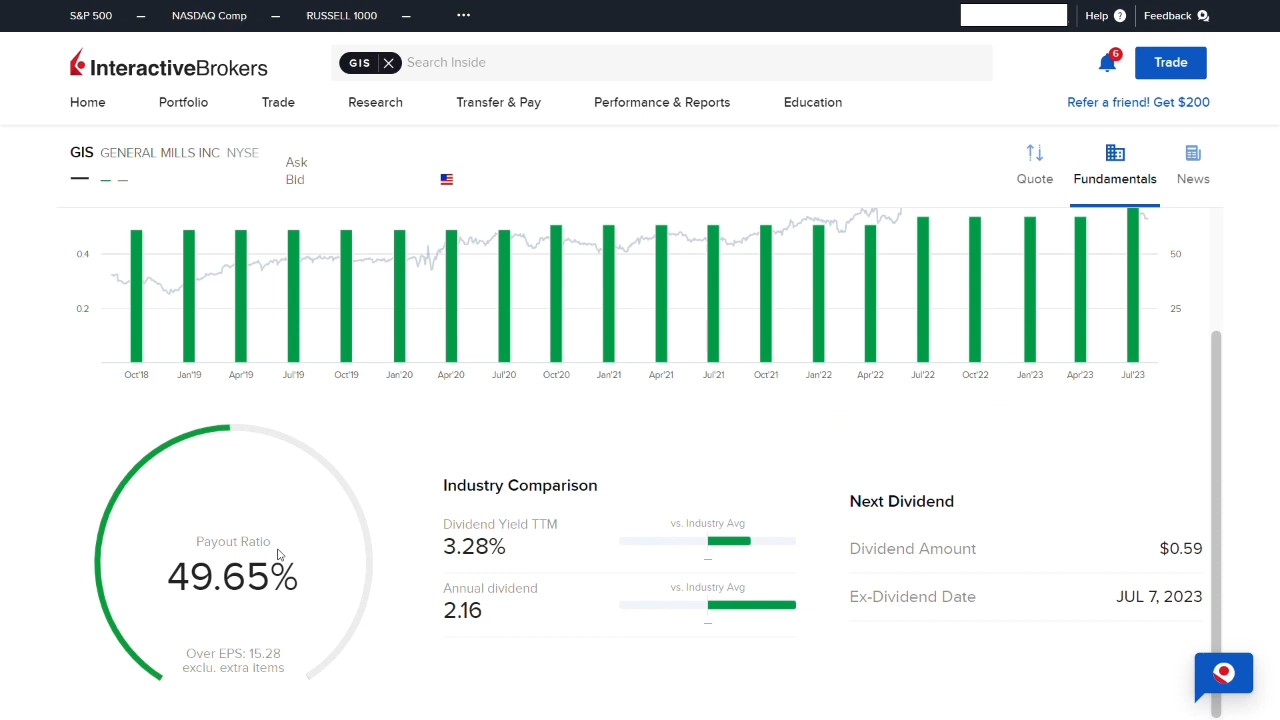 S&P 500 — NASDAQ Comp — RUSSELL 1000 — ...
Help ? Feedback
InteractiveBrokers
GIS Search Inside
6
Trade
Home Portfolio Trade Research Transfer & Pay Performance & Reports Education
Refer a friend! Get $200
GIS GENERAL MILLS INC NYSE
— — —
Ask
Bid
Quote Fundamentals News
0.4 50
0.2 25
Oct'18 Jan'19 Apr'19 Jul'19 Oct'19 Jan'20 Apr'20 Jul'20 Oct'20 Jan'21 Apr'21 Jul'21 Oct'21 Jan'22 Apr'22 Jul'22 Oct'22 Jan'23 Apr'23 Jul'23
Payout Ratio
49.65%
Over EPS: 15.28
exclu. extra Items
Industry Comparison
Dividend Yield TTM vs. Industry Avg
3.28%
—
Annual dividend vs. Industry Avg
2.16
—
Next Dividend
Dividend Amount $0.59
Ex-Dividend Date JUL 7, 2023